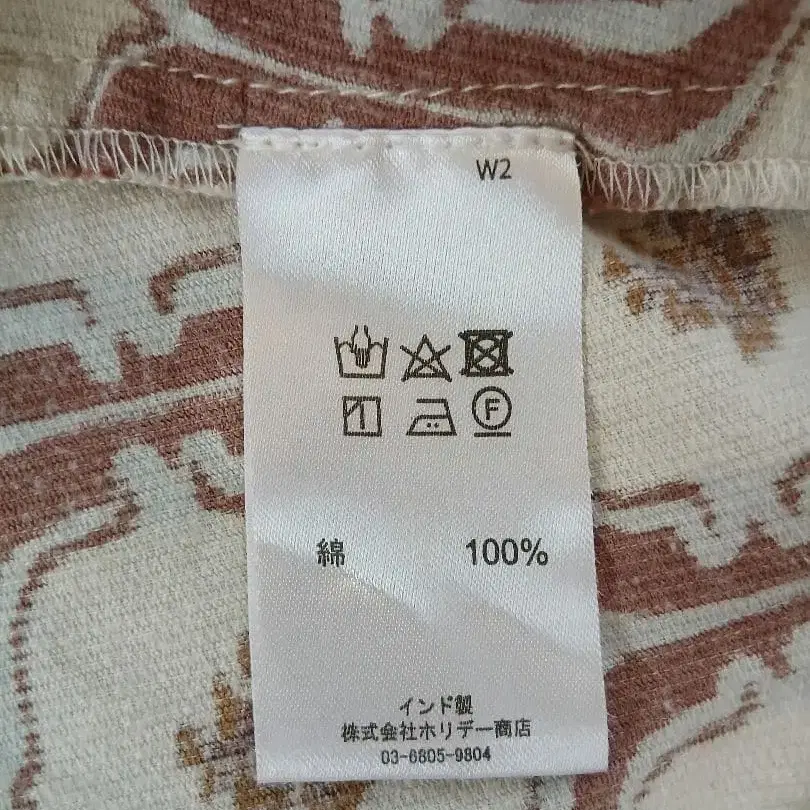 W2
F
綿 100%
インド製
株式会社ホリデー商店
03-6805-9804